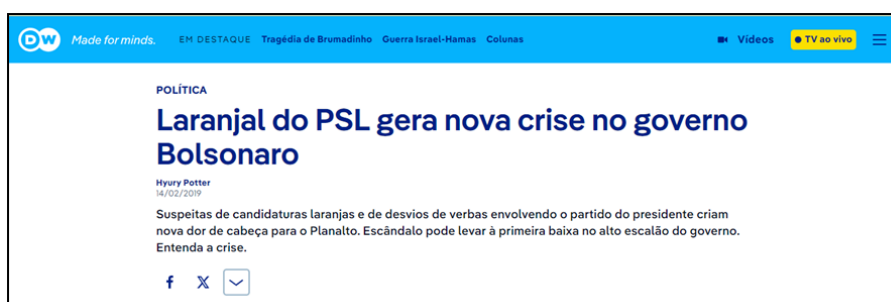 DW Made for minds. EM DESTAQUE Tragédia de Brumadinho Guerra Israel-Hamas Colunas Vídeos TV ao vivo
POLÍTICA
Laranjal do PSL gera nova crise no governo
Bolsonaro
Hyury Potter
14/02/2019
Suspeitas de candidaturas laranjas e de desvios de verbas envolvendo o partido do presidente criam
nova dor de cabeça para o Planalto. Escândalo pode levar à primeira baixa no alto escalão do governo.
Entenda a crise.